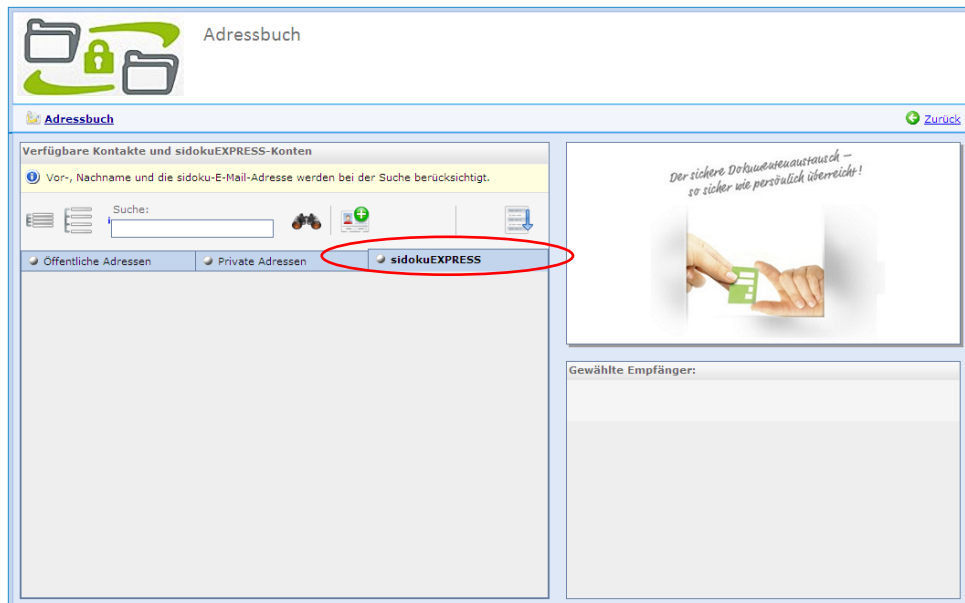 Adressbuch
Adressbuch
Zurück
Verfügbare Kontakte und sidokuEXPRESS-Konten
Vor-, Nachname und die sidoku-E-Mail-Adresse werden bei der Suche berücksichtigt.
Suche:
Öffentliche Adressen
Private Adressen
sidokuEXPRESS
Der sichere Dokumentenaustausch –
so sicher wie persönlich überreicht!
Gewählte Empfänger: